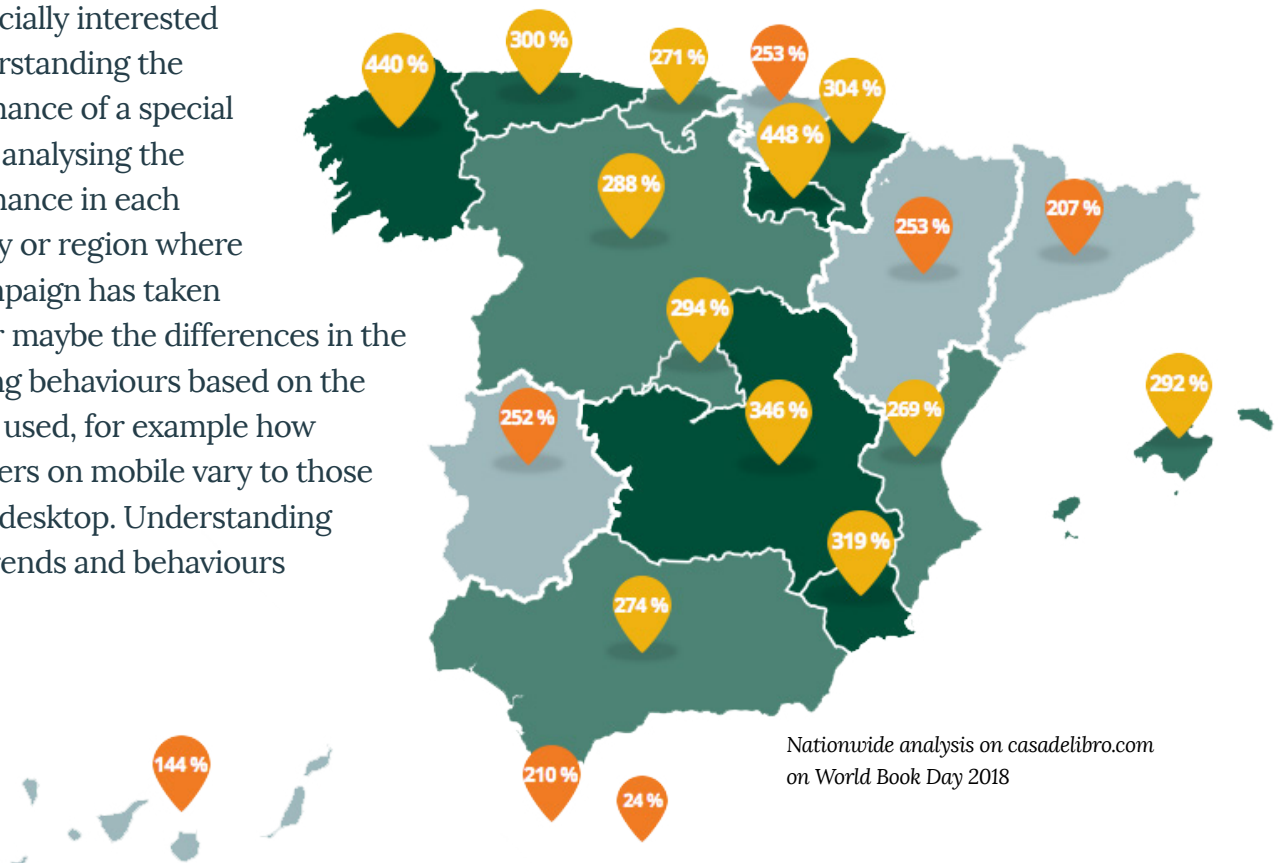 cially interested
rstanding the
nance of a special
analysing the
nance in each
y or region where
paign has taken
r maybe the differences in the
ng behaviours based on the
used, for example how
ers on mobile vary to those
desktop. Understanding
rends and behaviours
440 %
300 %
271 %
253 %
304 %
448 %
288 %
253 %
207 %
294 %
292 %
252 %
346 %
269 %
319 %
274 %
144 %
210 %
24 %
Nationwide analysis on casadelibro.com
on World Book Day 2018